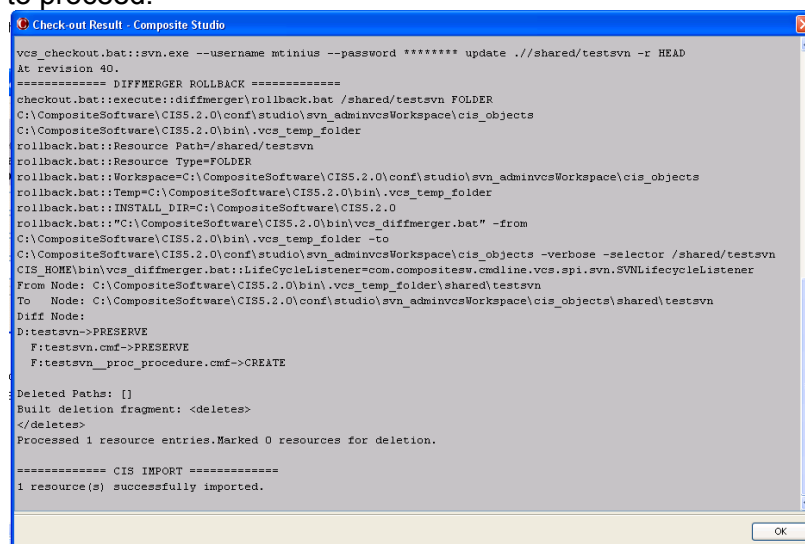 to proceed.
Check-out Result - Composite Studio
vcs_checkout.bat::svn.exe --username mtinius --password ******** update .//shared/testsvn -r HEAD
At revision 40.
============= DIFFMERGER ROLLBACK =============
checkout.bat::execute::diffmerger\rollback.bat /shared/testsvn FOLDER
C:\CompositeSoftware\CIS5.2.0\conf\studio\svn_adminvcsWorkspace\cis_objects
C:\CompositeSoftware\CIS5.2.0\bin\.vcs_temp_folder
rollback.bat::Resource Path=/shared/testsvn
rollback.bat::Resource Type=FOLDER
rollback.bat::Workspace=C:\CompositeSoftware\CIS5.2.0\conf\studio\svn_adminvcsWorkspace\cis_objects
rollback.bat::Temp=C:\CompositeSoftware\CIS5.2.0\bin\.vcs_temp_folder
rollback.bat::INSTALL_DIR=C:\CompositeSoftware\CIS5.2.0
rollback.bat::"C:\CompositeSoftware\CIS5.2.0\bin\vcs_diffmerger.bat" -from
C:\CompositeSoftware\CIS5.2.0\bin\.vcs_temp_folder -to
C:\CompositeSoftware\CIS5.2.0\conf\studio\svn_adminvcsWorkspace\cis_objects -verbose -selector /shared/testsvn
CIS_HOME\bin\vcs_diffmerger.bat::LifeCycleListener=com.compositesw.cmdline.vcs.spi.svn.SVNLifecycleListener
From Node: C:\CompositeSoftware\CIS5.2.0\bin\.vcs_temp_folder\shared\testsvn
To   Node: C:\CompositeSoftware\CIS5.2.0\conf\studio\svn_adminvcsWorkspace\cis_objects\shared\testsvn
Diff Node:
D:testsvn->PRESERVE
  F:testsvn.cmf->PRESERVE
  F:testsvn__proc_procedure.cmf->CREATE
Deleted Paths: []
Built deletion fragment: <deletes>
</deletes>
Processed 1 resource entries.Marked 0 resources for deletion.
============= CIS IMPORT =============
1 resource(s) successfully imported.
OK